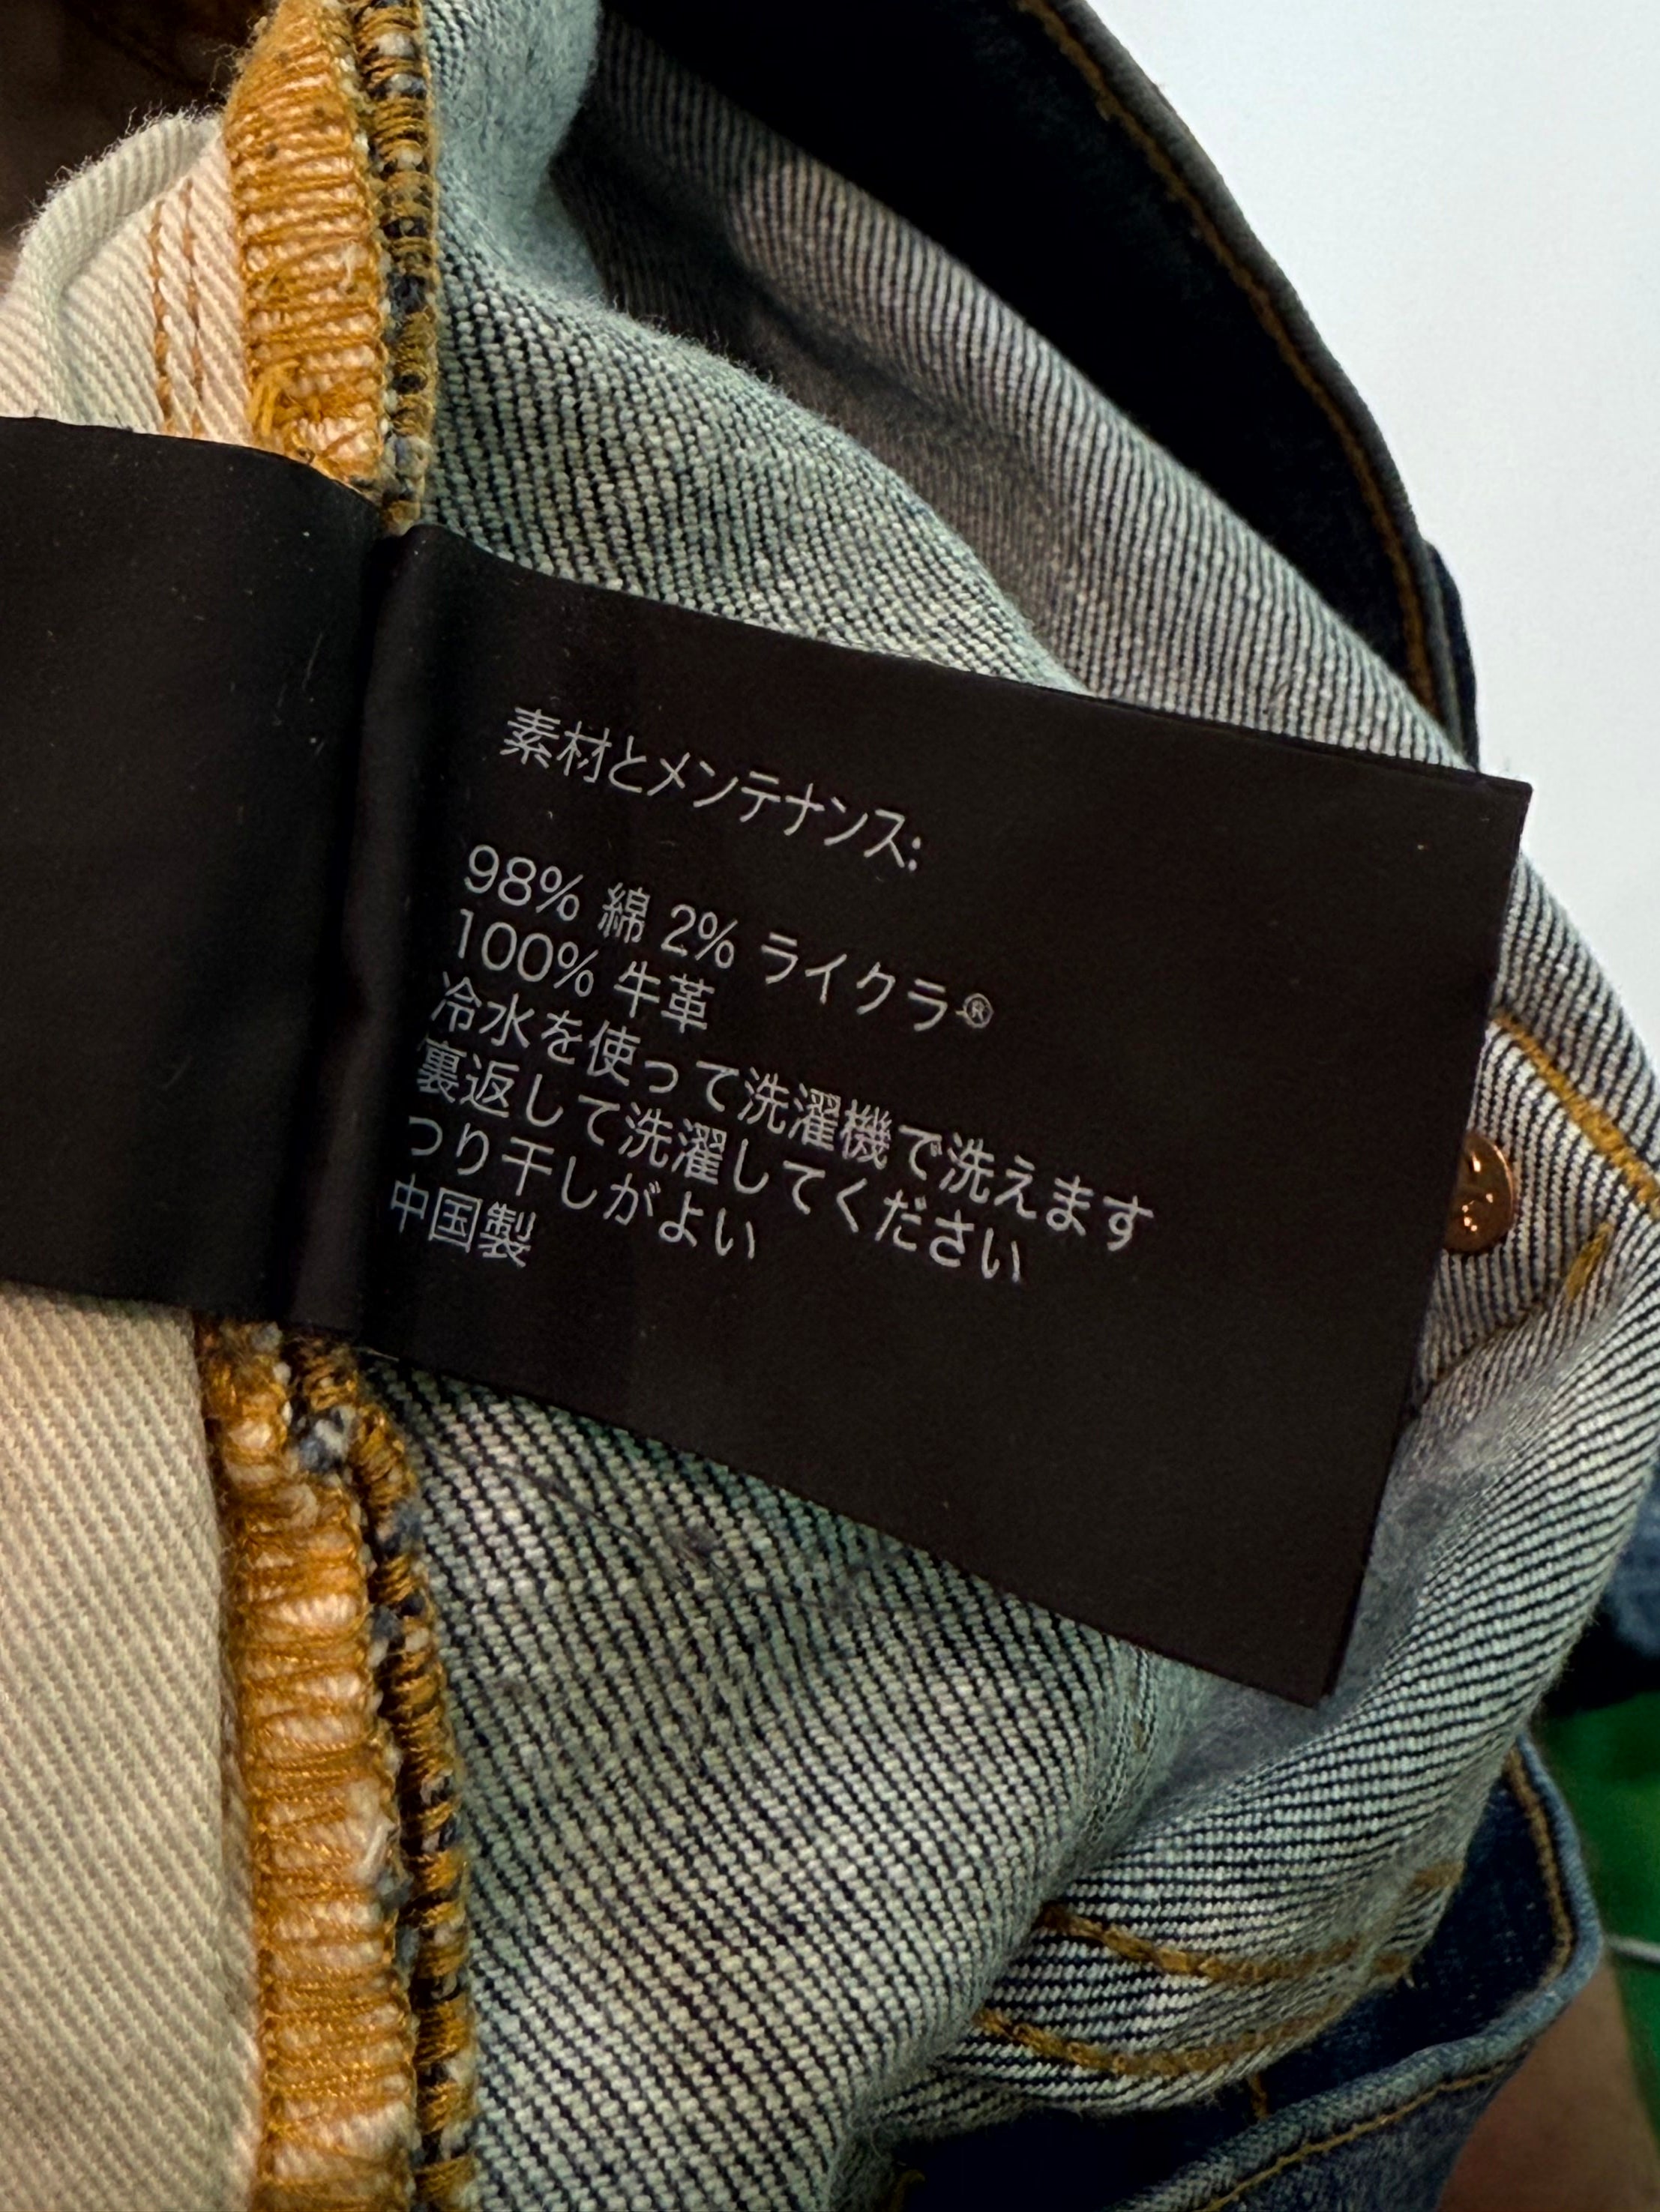 素材とメンテナンス:
98% 綿 2% ライクラ®
100% 牛革
冷水を使って洗濯機で洗えます
裏返して洗濯してください
つり干しがよい
中国製